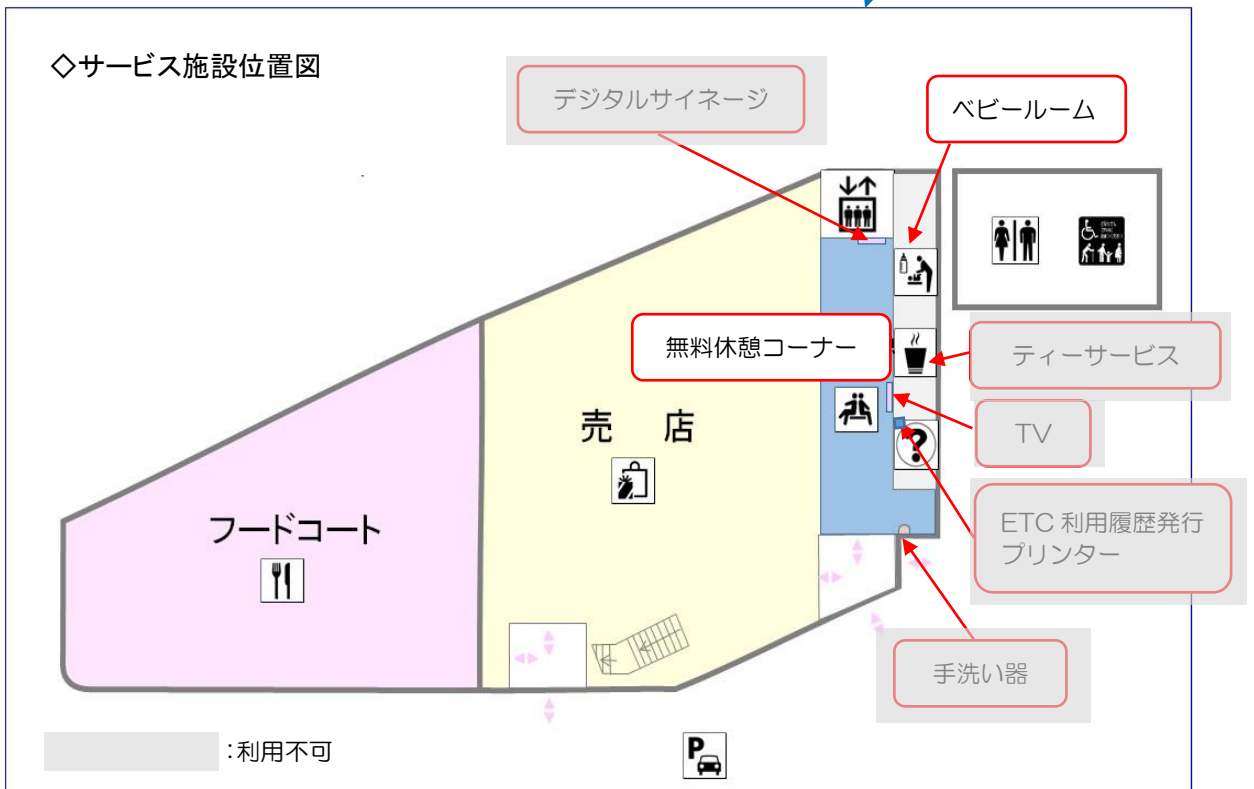 ◇サービス施設位置図
デジタルサイネージ
ベビールーム
無料休憩コーナー
ティーサービス
売 店
TV
?
フードコート
ETC 利用履歴発行
プリンター
手洗い器
:利用不可
P